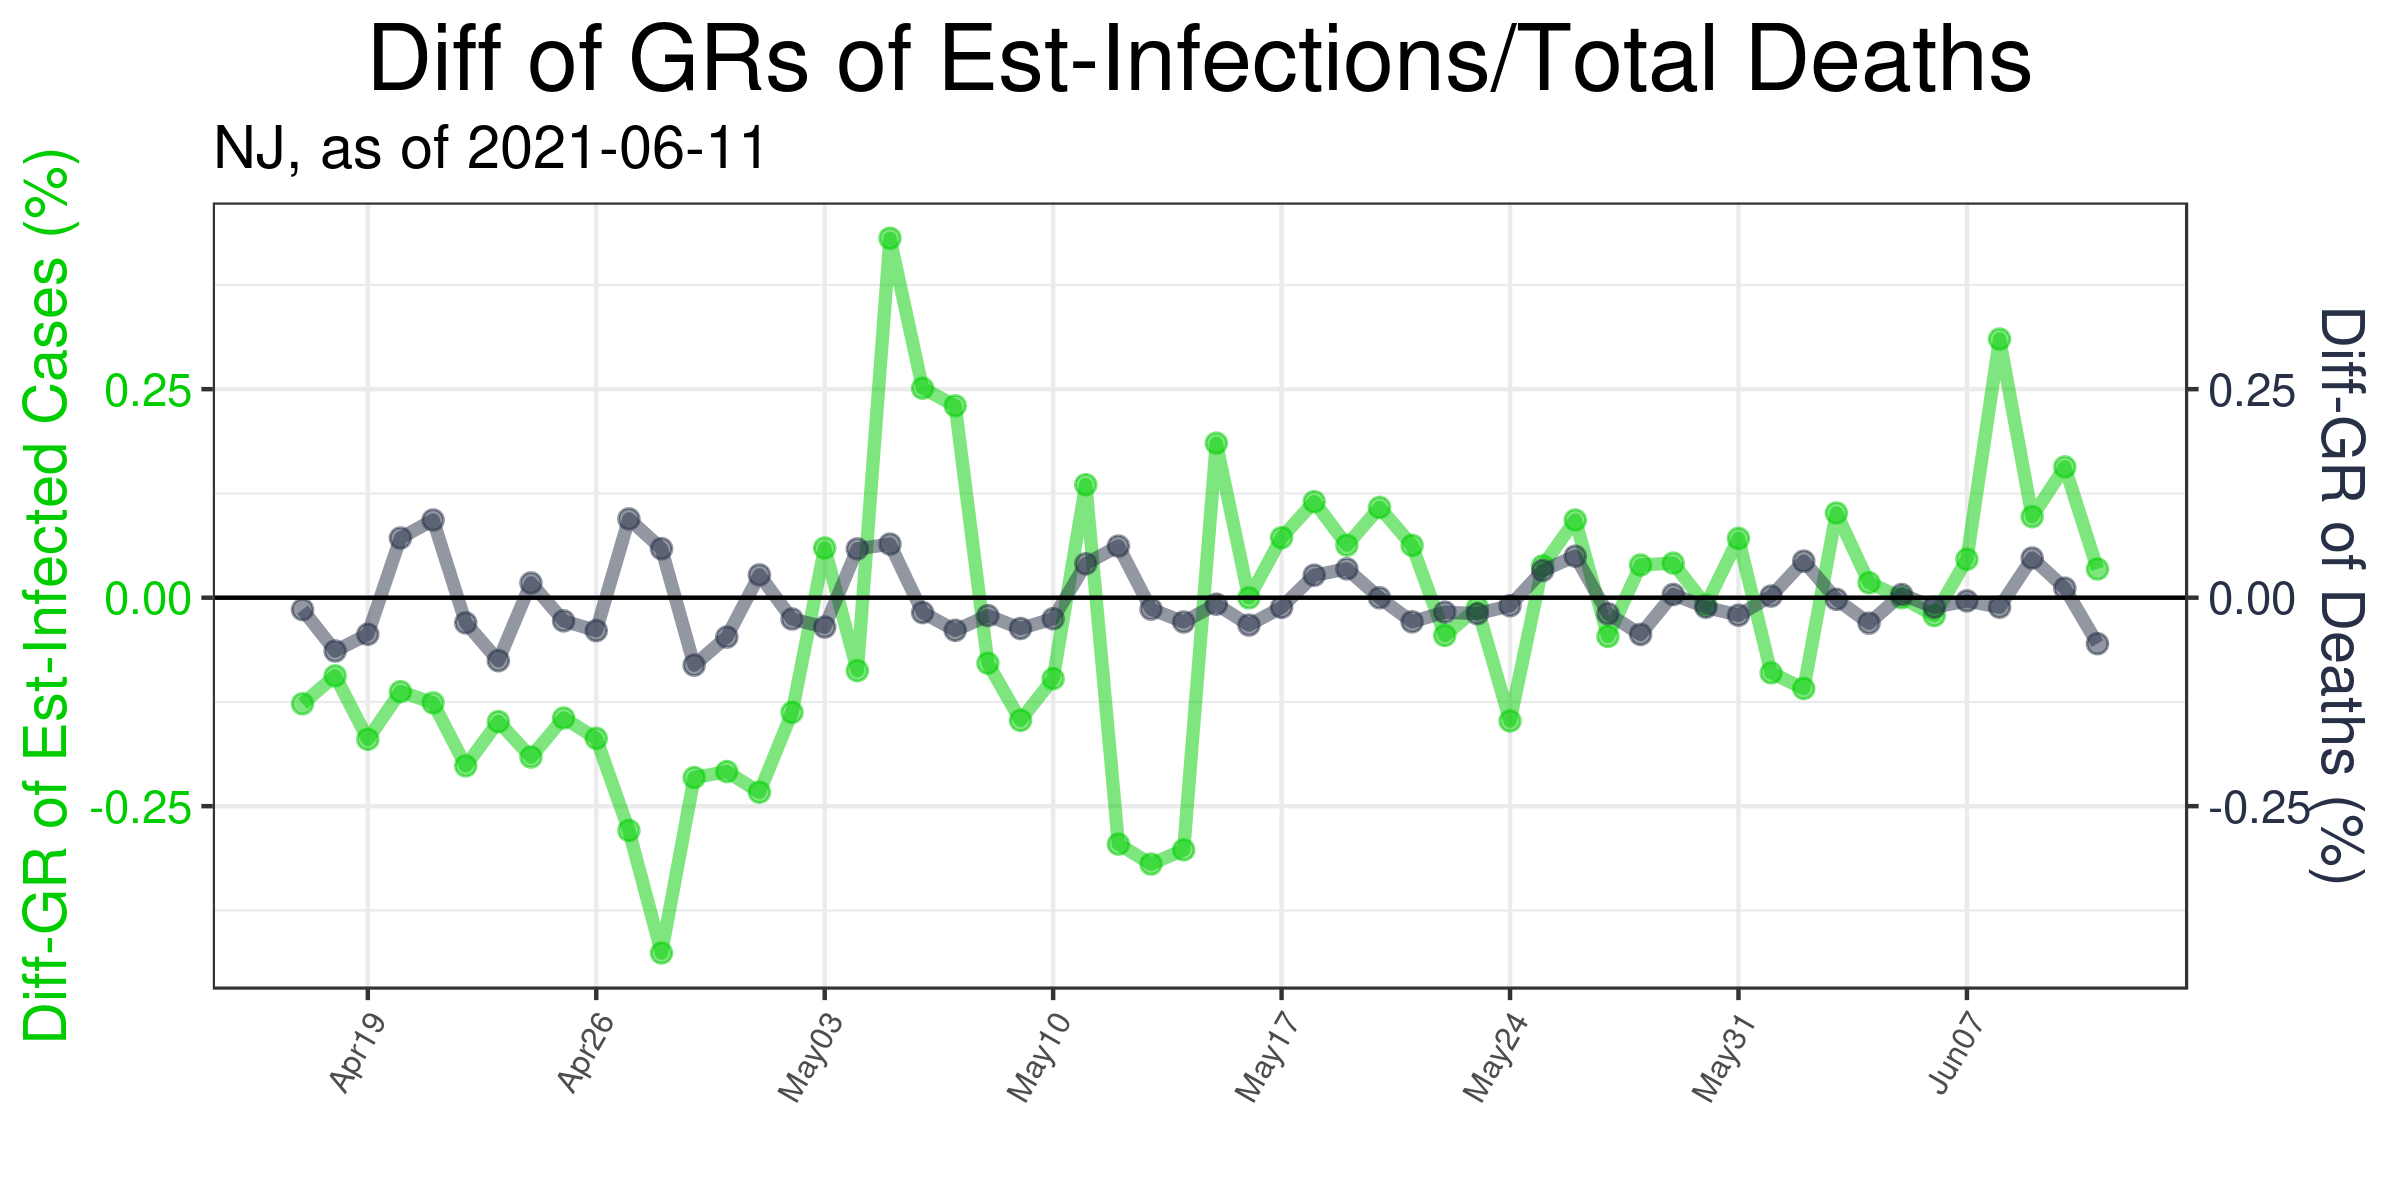 Diff of GRs of Est-Infections/Total Deaths
NJ, as of 2021-06-11
Diff-GR of Est-Infected Cases (%)
0.25
0.00
-0.25
0.25
0.00
-0.25
Diff-GR of Deaths (%)
Apr19
Apr26
May03
May10
May17
May24
May31
Jun07